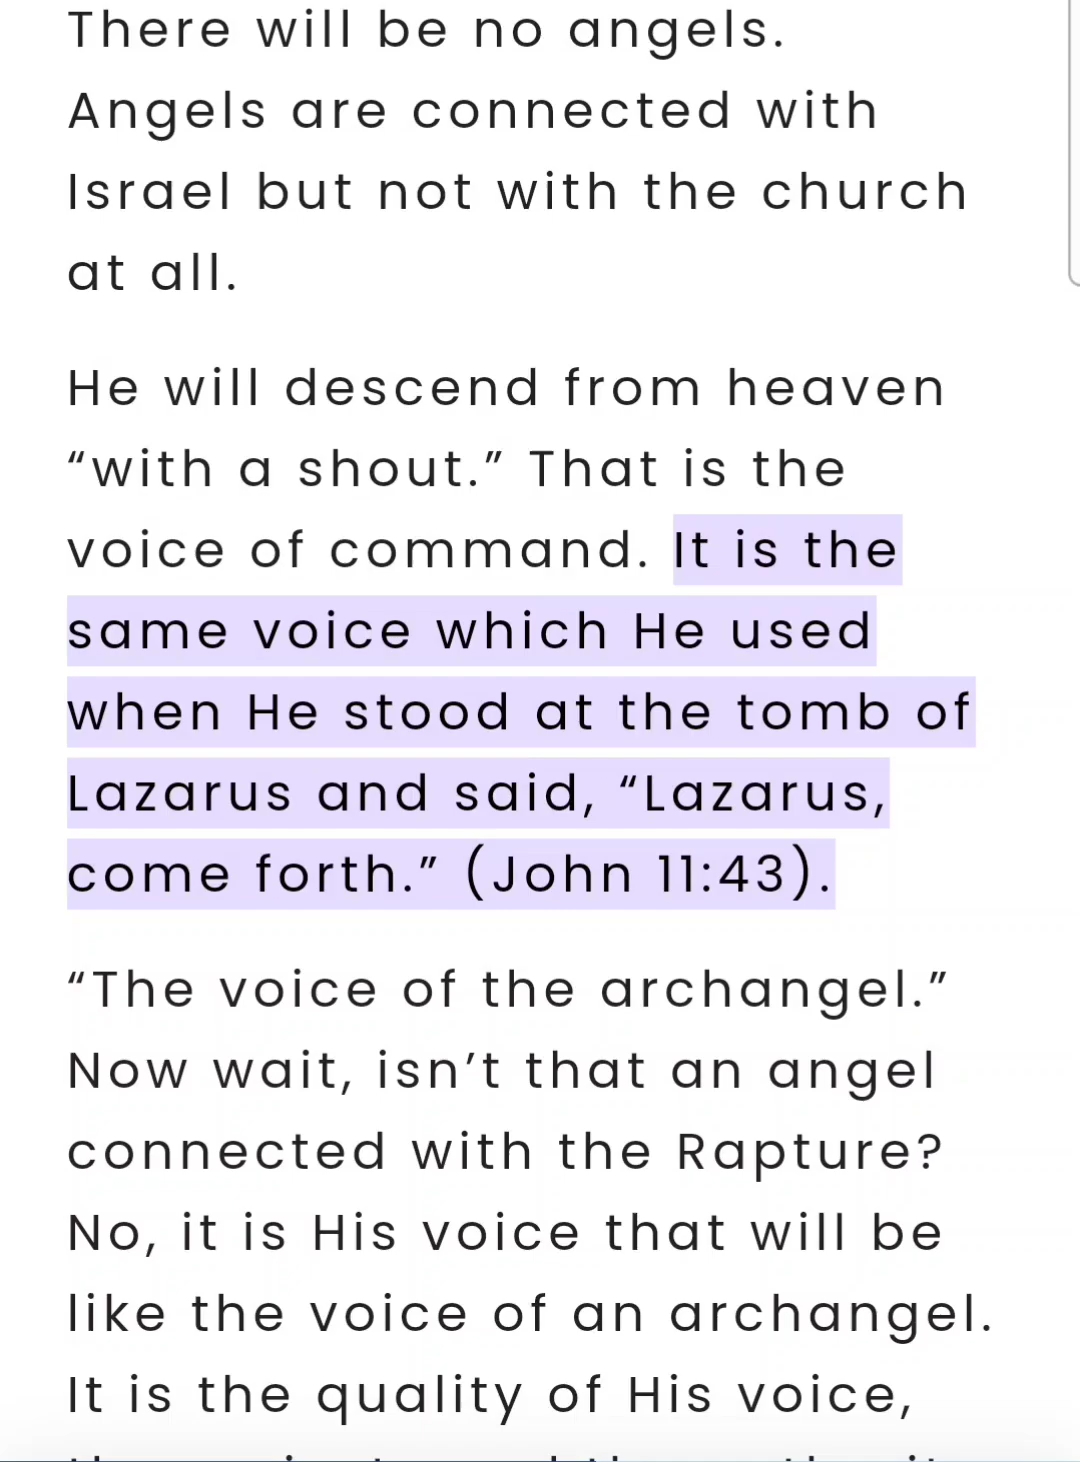 There will be no angels.
Angels are connected with
Israel but not with the church
at all.
He will descend from heaven
“with a shout.” That is the
voice of command. It is the
same voice which He used
when He stood at the tomb of
Lazarus and said, “Lazarus,
come forth.” (John 11:43).
“The voice of the archangel.”
Now wait, isn’t that an angel
connected with the Rapture?
No, it is His voice that will be
like the voice of an archangel.
It is the quality of His voice,